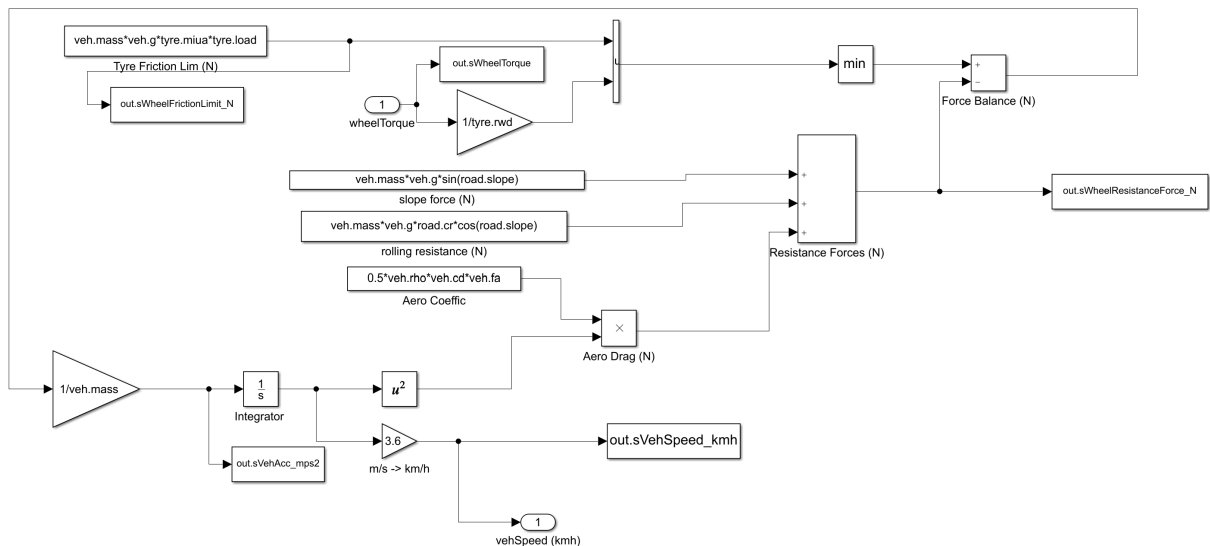 veh.mass*veh.g*tyre.miua*tyre.load
Tyre Friction Lim (N)
out.sWheelTorque
out.sWheelFrictionLimit_N
1
wheelTorque
1/tyre.rwd
min
+
−
Force Balance (N)
veh.mass*veh.g*sin(road.slope)
slope force (N)
veh.mass*veh.g*road.cr*cos(road.slope)
rolling resistance (N)
+
+
+
Resistance Forces (N)
out.sWheelResistanceForce_N
0.5*veh.rho*veh.cd*veh.fa
Aero Coeffic
×
Aero Drag (N)
1/veh.mass
1
s
Integrator
u²
out.sVehAcc_mps2
3.6
m/s -> km/h
out.sVehSpeed_kmh
1
vehSpeed (kmh)